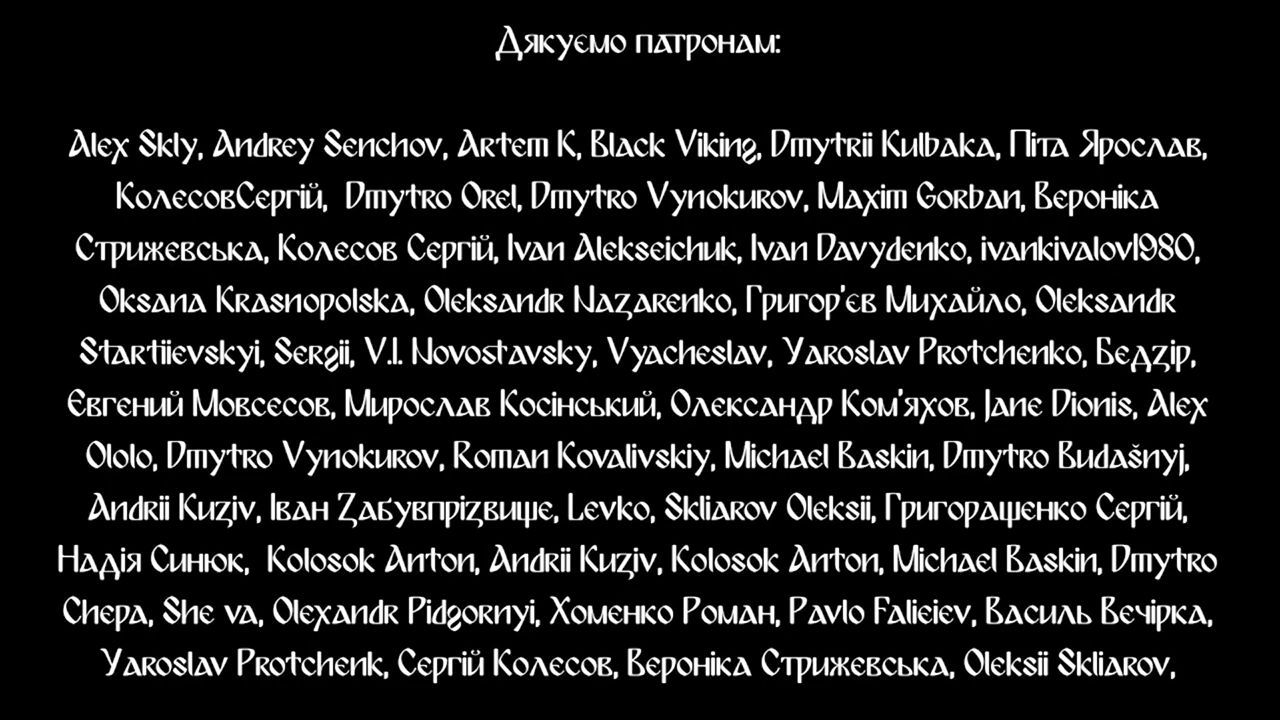 Дякуємо патронам:
Alex Skly, Andrey Senchov, Artem K, Black Viking, Dmytrii Kulbaka, Піта Ярослав,
КолєсовСергій, Dmytro Orel, Dmytro Vynokurov, Maxim Gorban, Вероніка
Стрижевська, Колєсов Сергій, Ivan Alekseichuk, Ivan Davydenko, ivankivalov1980,
Oksana Krasnopolska, Oleksandr Nazarenko, Григор'єв Михайло, Oleksandr
Startiievskyi, Sergii, V.I. Novostavsky, Vyacheslav, Yaroslav Protchenko, Бедзір,
Євгений Мовсесов, Мирослав Косінський, Олександр Ком'яхов, Jane Dionis, Alex
Ololo, Dmytro Vynokurov, Roman Kovalivskiy, Michael Baskin, Dmytro Budašnyj,
Andrii Kuziv, Іван Забувпрізвище, Levko, Skliarov Oleksii, Григоращенко Сергій,
Надія Синюк, Kolosok Anton, Andrii Kuziv, Kolosok Anton, Michael Baskin, Dmytro
Chepa, She va, Olexandr Pidgornyi, Хоменко Роман, Pavlo Falieiev, Василь Вечірка,
Yaroslav Protchenk, Сергій Колєсов, Вероніка Стрижевська, Oleksii Skliarov,